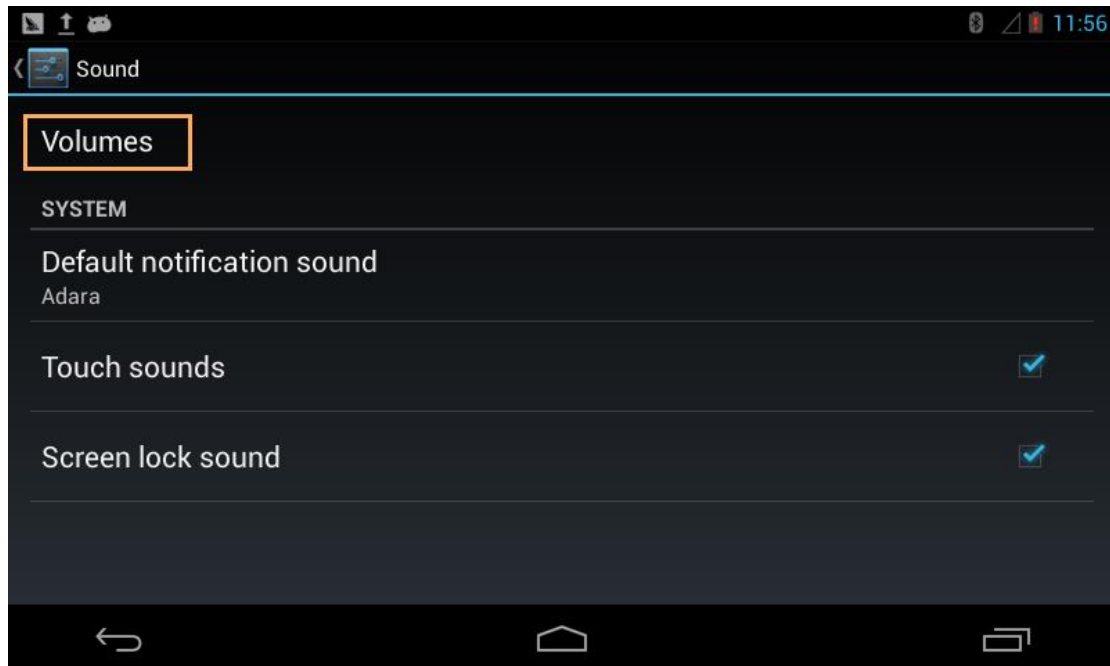 11:56
Sound
Volumes
SYSTEM
Default notification sound
Adara
Touch sounds
Screen lock sound